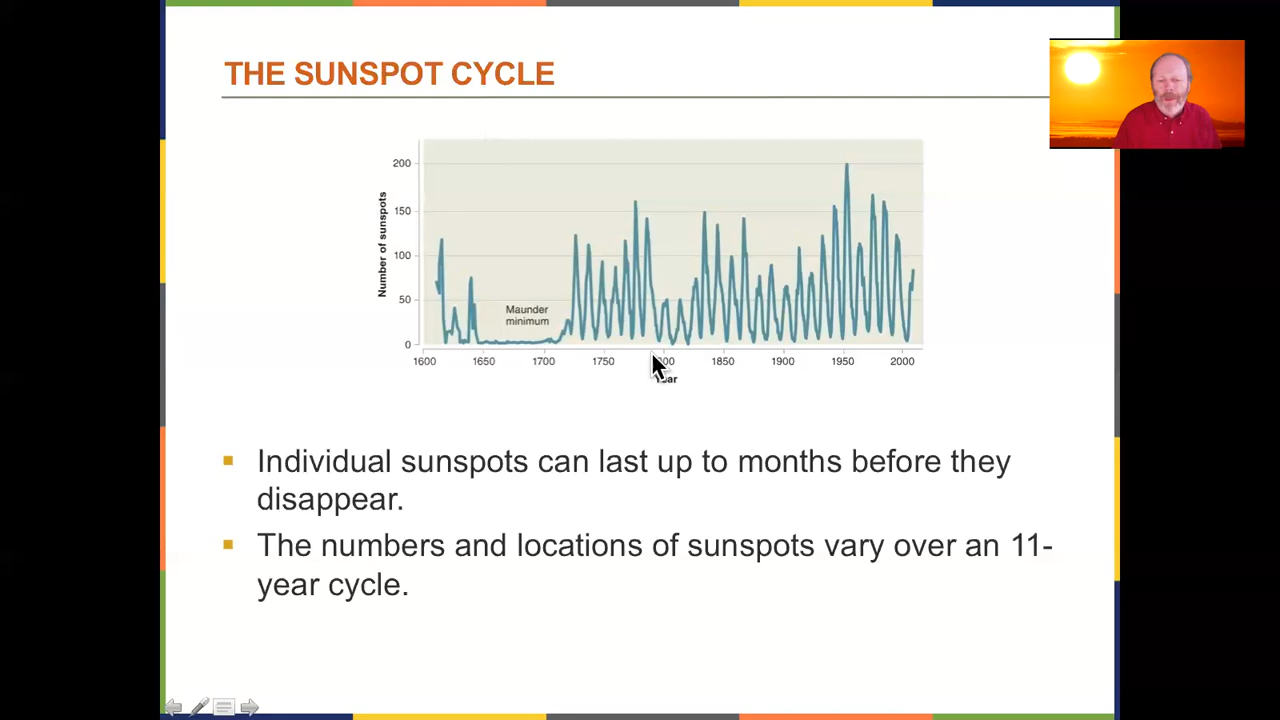 THE SUNSPOT CYCLE
Number of sunspots
200
150
100
50
0
Maunder
minimum
1600 1650 1700 1750 1850 1900 1950 2000
▪ Individual sunspots can last up to months before they
disappear.
▪ The numbers and locations of sunspots vary over an 11-
year cycle.